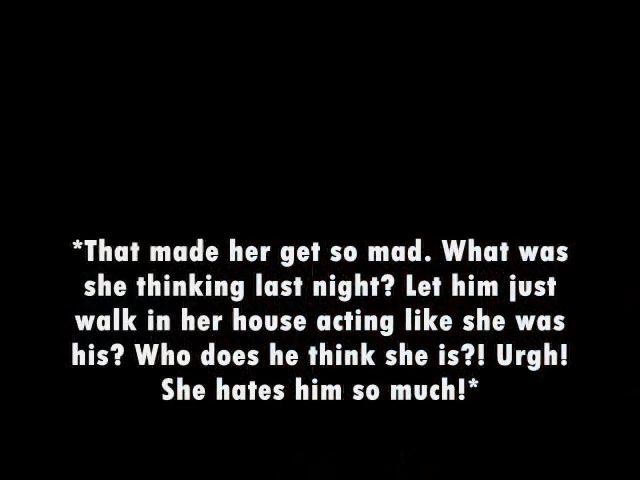 *That made her get so mad. What was
she thinking last night? Let him just
walk in her house acting like she was
his? Who does he think she is?! Urgh!
She hates him so much!*